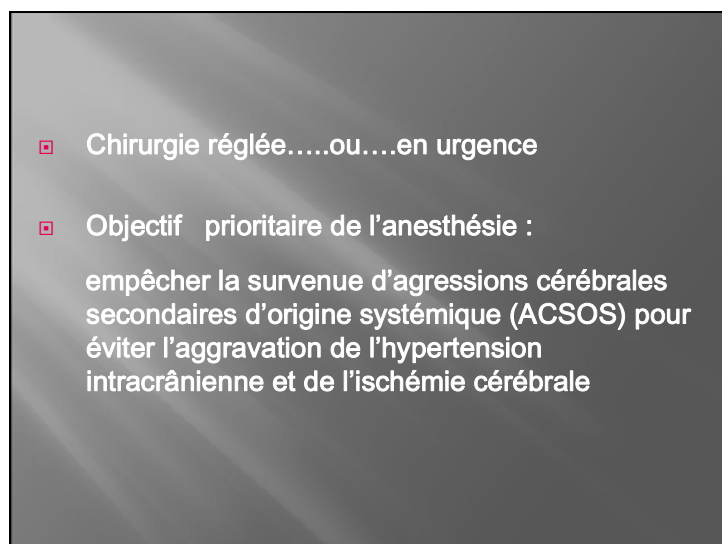 Chirurgie réglée…..ou….en urgence
Objectif prioritaire de l’anesthésie :
empêcher la survenue d’agressions cérébrales
secondaires d’origine systémique (ACSOS) pour
éviter l’aggravation de l’hypertension
intracrânienne et de l’ischémie cérébrale